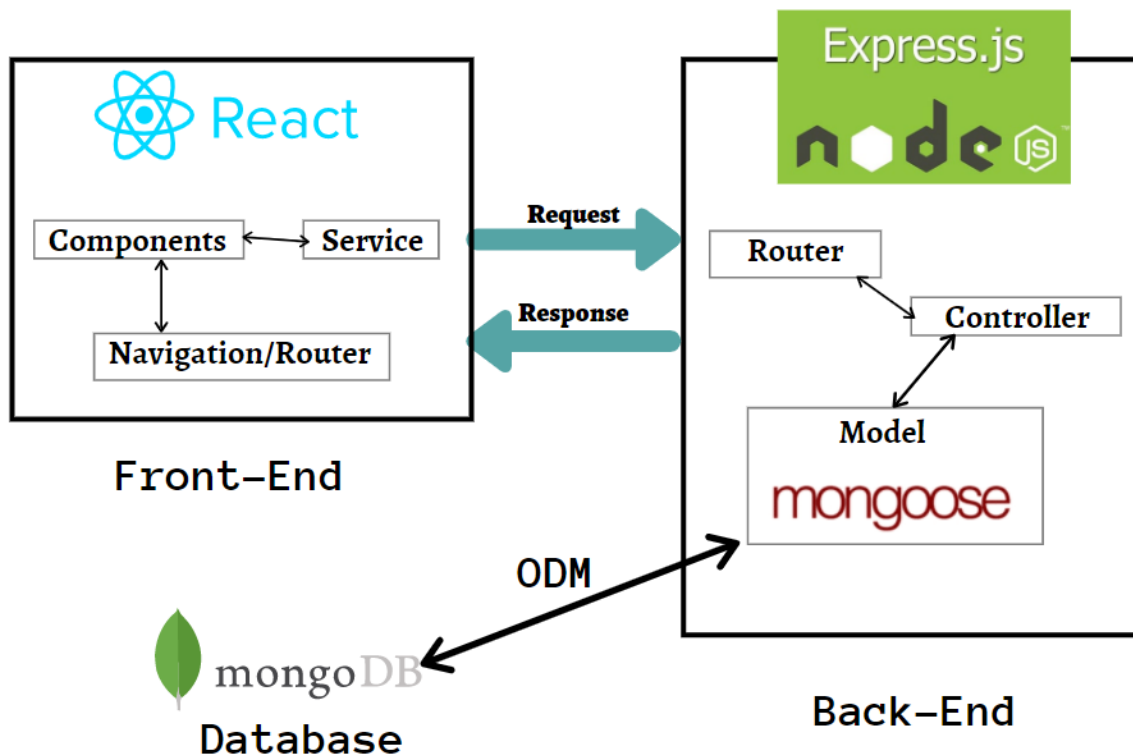 React
Components
Service
Navigation/Router
Front-End
Request
Response
Express.js
node
JS
™
Router
Controller
Model
mongoose
Back-End
ODM
mongoDB
Database